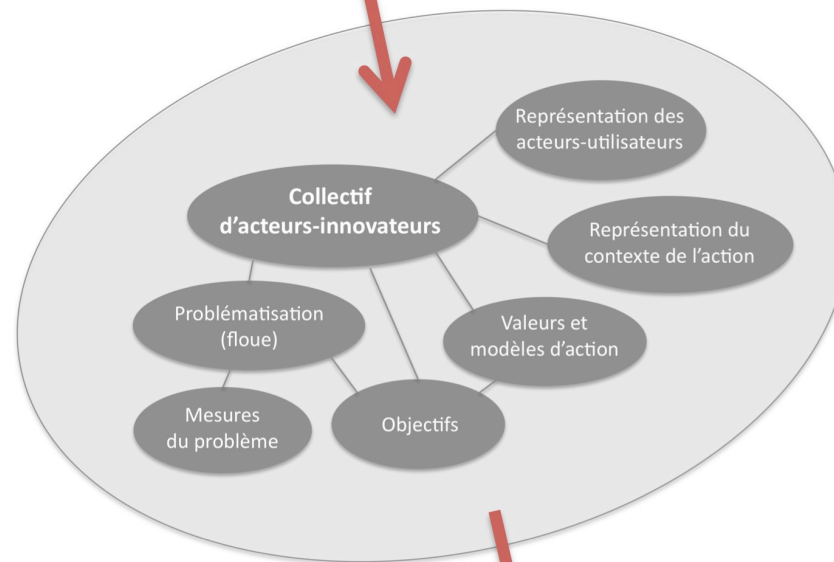 Représentation des
acteurs-utilisateurs
Collectif
d’acteurs-innovateurs
Représentation du
contexte de l’action
Problématisation
(floue)
Valeurs et
modèles d’action
Mesures
du problème
Objectifs